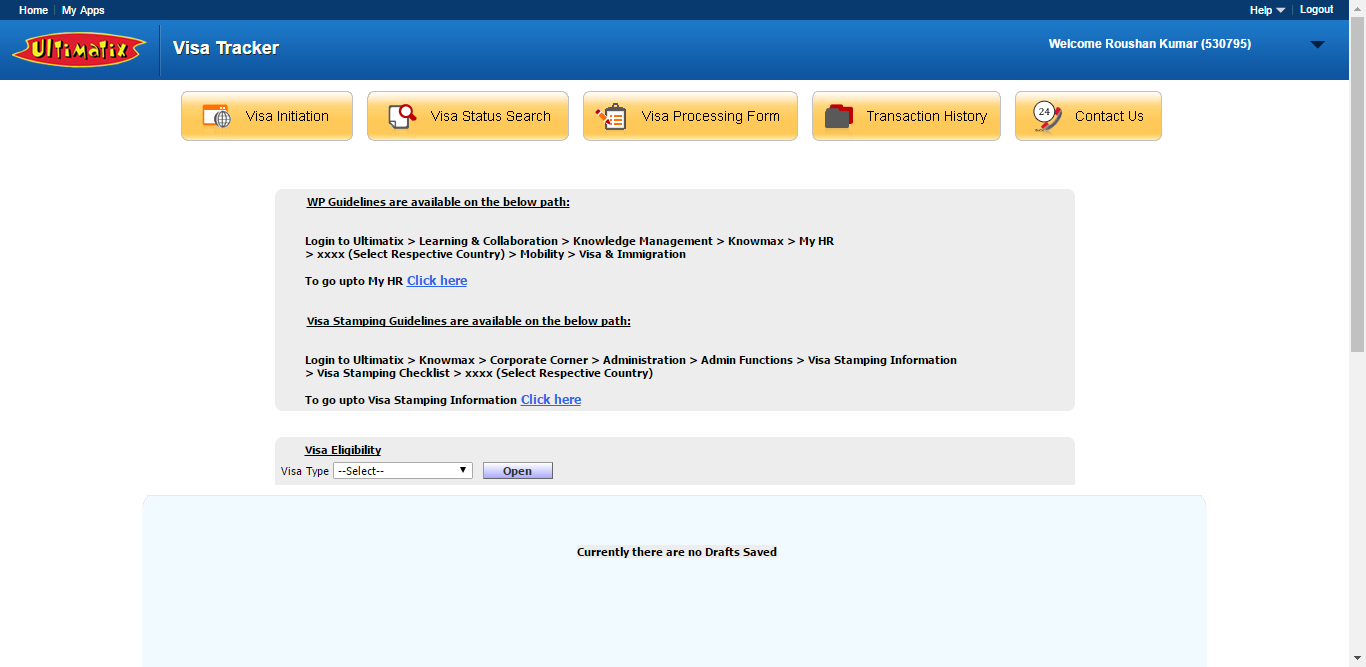 Home My Apps Help Logout
Ultimatix Visa Tracker Welcome Roushan Kumar (530795)
Visa Initiation Visa Status Search Visa Processing Form 24 Transaction History Contact Us
WP Guidelines are available on the below path:
Login to Ultimatix > Learning & Collaboration > Knowledge Management > Knowmax > My HR
> xxxx (Select Respective Country) > Mobility > Visa & Immigration
To go upto My HR Click here
Visa Stamping Guidelines are available on the below path:
Login to Ultimatix > Knowmax > Corporate Corner > Administration > Admin Functions > Visa Stamping Information
> Visa Stamping Checklist > xxxx (Select Respective Country)
To go upto Visa Stamping Information Click here
Visa Eligibility
Visa Type --Select-- Open
Currently there are no Drafts Saved